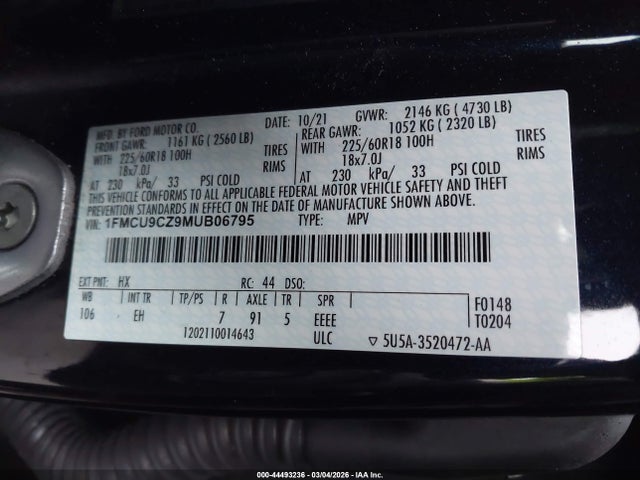 MFD. BY FORD MOTOR CO. DATE: 10/21 GVWR: 2146 KG ( 4730 LB)
FRONT GAWR: 1161 KG ( 2560 LB) REAR GAWR: 1052 KG ( 2320 LB)
WITH 225/60R18 100H TIRES WITH 225/60R18 100H TIRES
18x7.0J RIMS 18x7.0J RIMS
AT 230 kPa/ 33 PSI COLD AT 230 kPa/ 33 PSI COLD
THIS VEHICLE CONFORMS TO ALL APPLICABLE FEDERAL MOTOR VEHICLE SAFETY AND THEFT
PREVENTION STANDARDS IN EFFECT ON THE DATE OF MANUFACTURE SHOWN ABOVE.
VIN: 1FMCU9CZ9MUB06795 TYPE: MPV
EXT PNT: HX RC: 44 DSO:
WB INT TR TP/PS R AXLE TR SPR F0148
106 EH 7 91 5 EEEE T0204
1202110014643 ULC 5U5A-3520472-AA
000-44493236 - 03/04/2026 - IAA Inc.